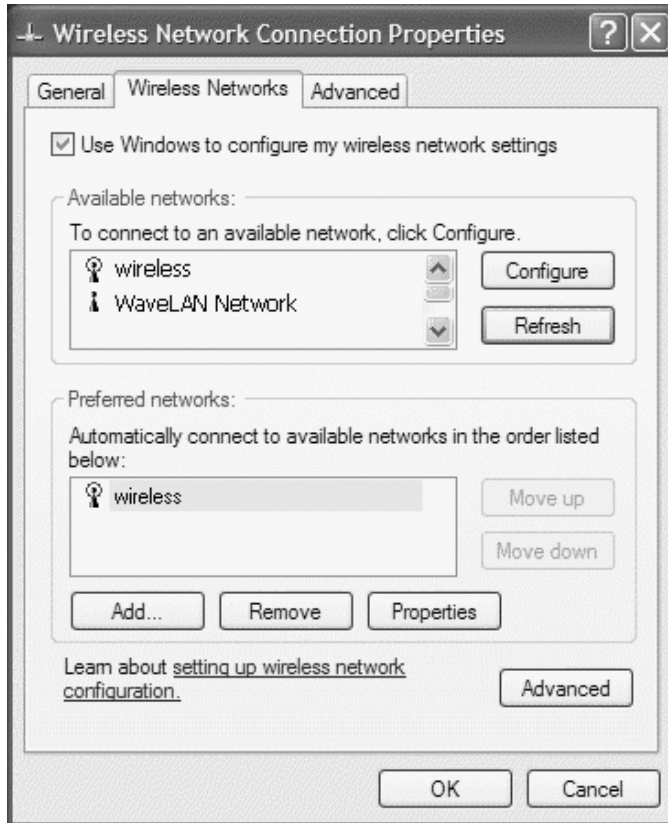 Wireless Network Connection Properties
General Wireless Networks Advanced
Use Windows to configure my wireless network settings
Available networks:
To connect to an available network, click Configure.
wireless
WaveLAN Network
Configure
Refresh
Preferred networks:
Automatically connect to available networks in the order listed
below:
wireless
Move up
Move down
Add... Remove Properties
Learn about setting up wireless network
configuration.
Advanced
OK Cancel